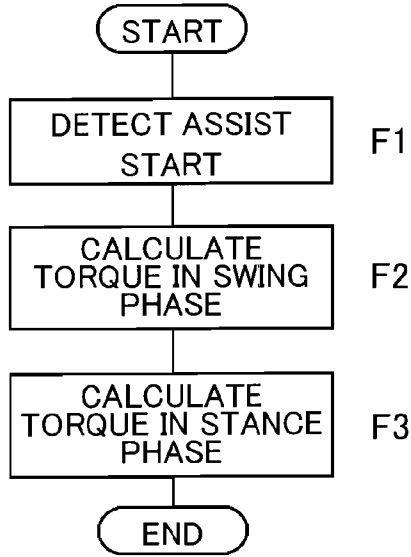 START
DETECT ASSIST
START
F1
CALCULATE
TORQUE IN SWING
PHASE
F2
CALCULATE
TORQUE IN STANCE
PHASE
F3
END